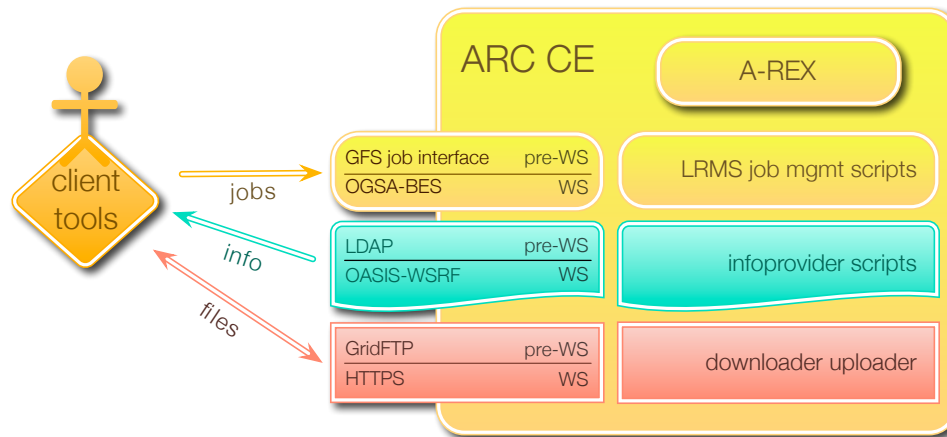 ARC CE
A-REX
client
tools
jobs
info
files
GFS job interface pre-WS
OGSA-BES WS
LRMS job mgmt scripts
LDAP pre-WS
OASIS-WSRF WS
infoprovider scripts
GridFTP pre-WS
HTTPS WS
downloader uploader